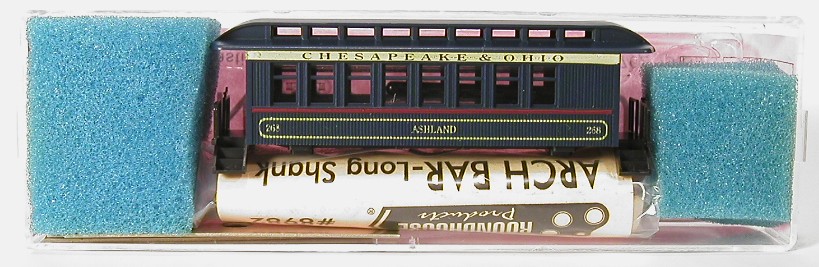 CHESAPEAKE & OHIO
268 ASHLAND 268
ARCH BAR-Long Shank
ROUNDHOUSE
Products
®